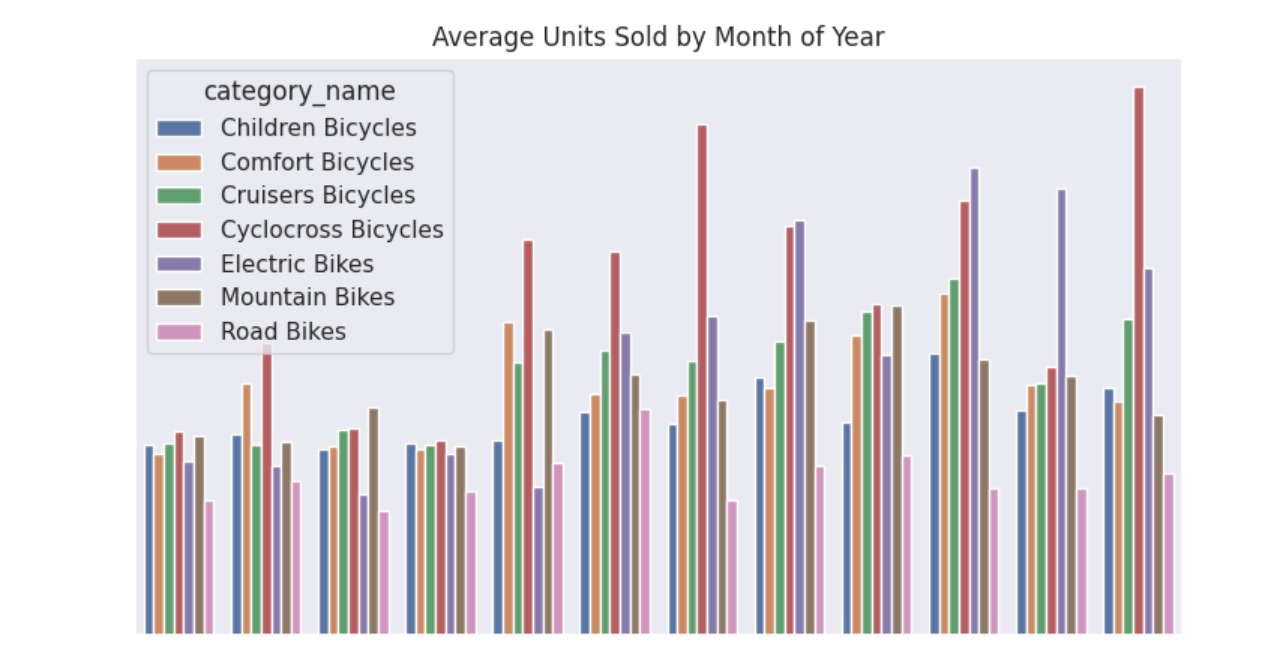 Average Units Sold by Month of Year
category_name
Children Bicycles
Comfort Bicycles
Cruisers Bicycles
Cyclocross Bicycles
Electric Bikes
Mountain Bikes
Road Bikes